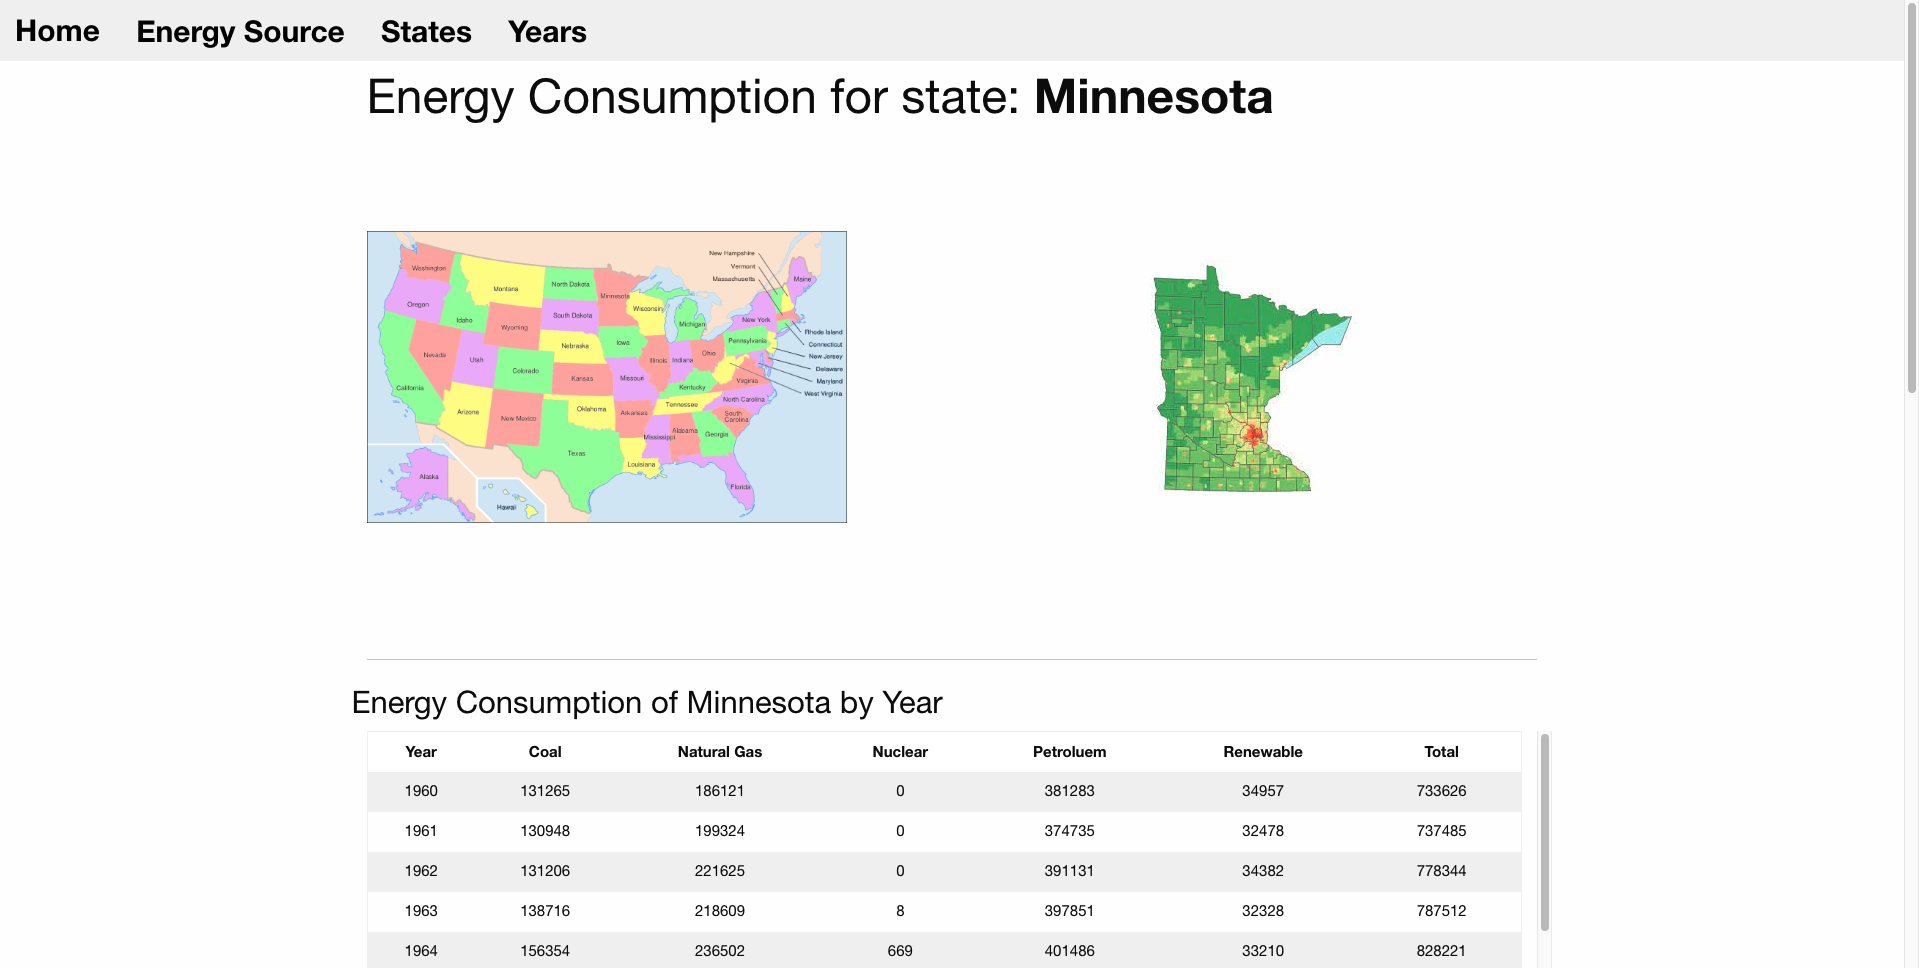 Home Energy Source States Years
Energy Consumption for state: Minnesota
New Hampshire
Vermont
Massachusetts
Washington
Montana
North Dakota
Minnesota
Maine
Oregon
Idaho
Wyoming
South Dakota
Wisconsin
Michigan
New York
Rhode Island
Connecticut
New Jersey
Delaware
Maryland
West Virginia
Nevada
Utah
Colorado
Nebraska
Iowa
Illinois
Indiana
Ohio
Pennsylvania
California
Kansas
Missouri
Kentucky
Virginia
Arizona
New Mexico
Oklahoma
Arkansas
Tennessee
North Carolina
South
Carolina
Texas
Louisiana
Mississippi
Alabama
Georgia
Florida
Alaska
Hawaii
Energy Consumption of Minnesota by Year
Year Coal Natural Gas Nuclear Petroluem Renewable Total
1960 131265 186121 0 381283 34957 733626
1961 130948 199324 0 374735 32478 737485
1962 131206 221625 0 391131 34382 778344
1963 138716 218609 8 397851 32328 787512
1964 156354 236502 669 401486 33210 828221